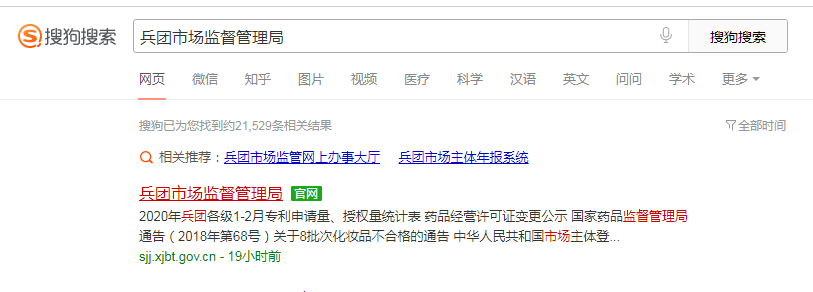 搜狗搜索 兵团市场监督管理局 搜狗搜索
网页 微信 知乎 图片 视频 医疗 科学 汉语 英文 问问 学术 更多
搜狗已为您找到约21,529条相关结果 全部时间
相关推荐： 兵团市场监管网上办事大厅 兵团市场主体年报系统
兵团市场监督管理局 官网
2020年兵团各级1-2月专利申请量、授权量统计表 药品经营许可证变更公示 国家药品监督管理局
通告（2018年第68号）关于8批次化妆品不合格的通告 中华人民共和国市场主体登...
sjj.xjbt.gov.cn - 19小时前